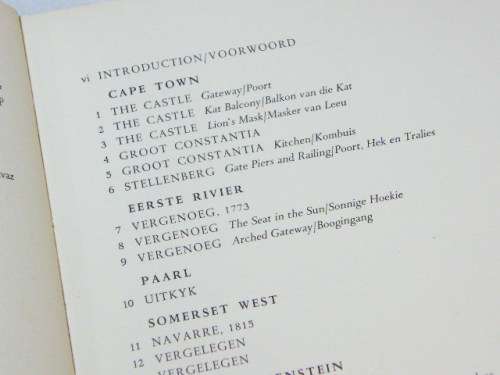 vi INTRODUCTION/VOORWOORD
CAPE TOWN
1 THE CASTLE Gateway/Poort
2 THE CASTLE Kat Balcony/Balkon van die Kat
3 THE CASTLE Lion's Mask/Masker van Leeu
4 GROOT CONSTANTIA
5 GROOT CONSTANTIA Kitchen/Kombuis
6 STELLENBERG Gate Piers and Railing/Poort, Hek en Tralies
EERSTE RIVIER
7 VERGENOEG, 1773
8 VERGENOEG The Seat in the Sun/Sonnige Hoekie
9 VERGENOEG Arched Gateway/Boogingang
PAARL
10 UITKYK
SOMERSET WEST
11 NAVARRE, 1815
12 VERGELEGEN
VERGELEGEN